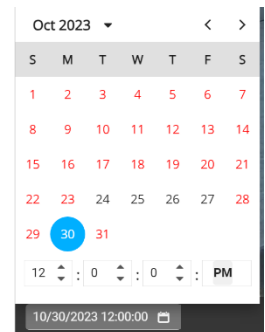 Oct 2023
S M T W T F S
1 2 3 4 5 6 7
8 9 10 11 12 13 14
15 16 17 18 19 20 21
22 23 24 25 26 27 28
29 30 31
12 : 0 : 0 : PM
10/30/2023 12:00:00